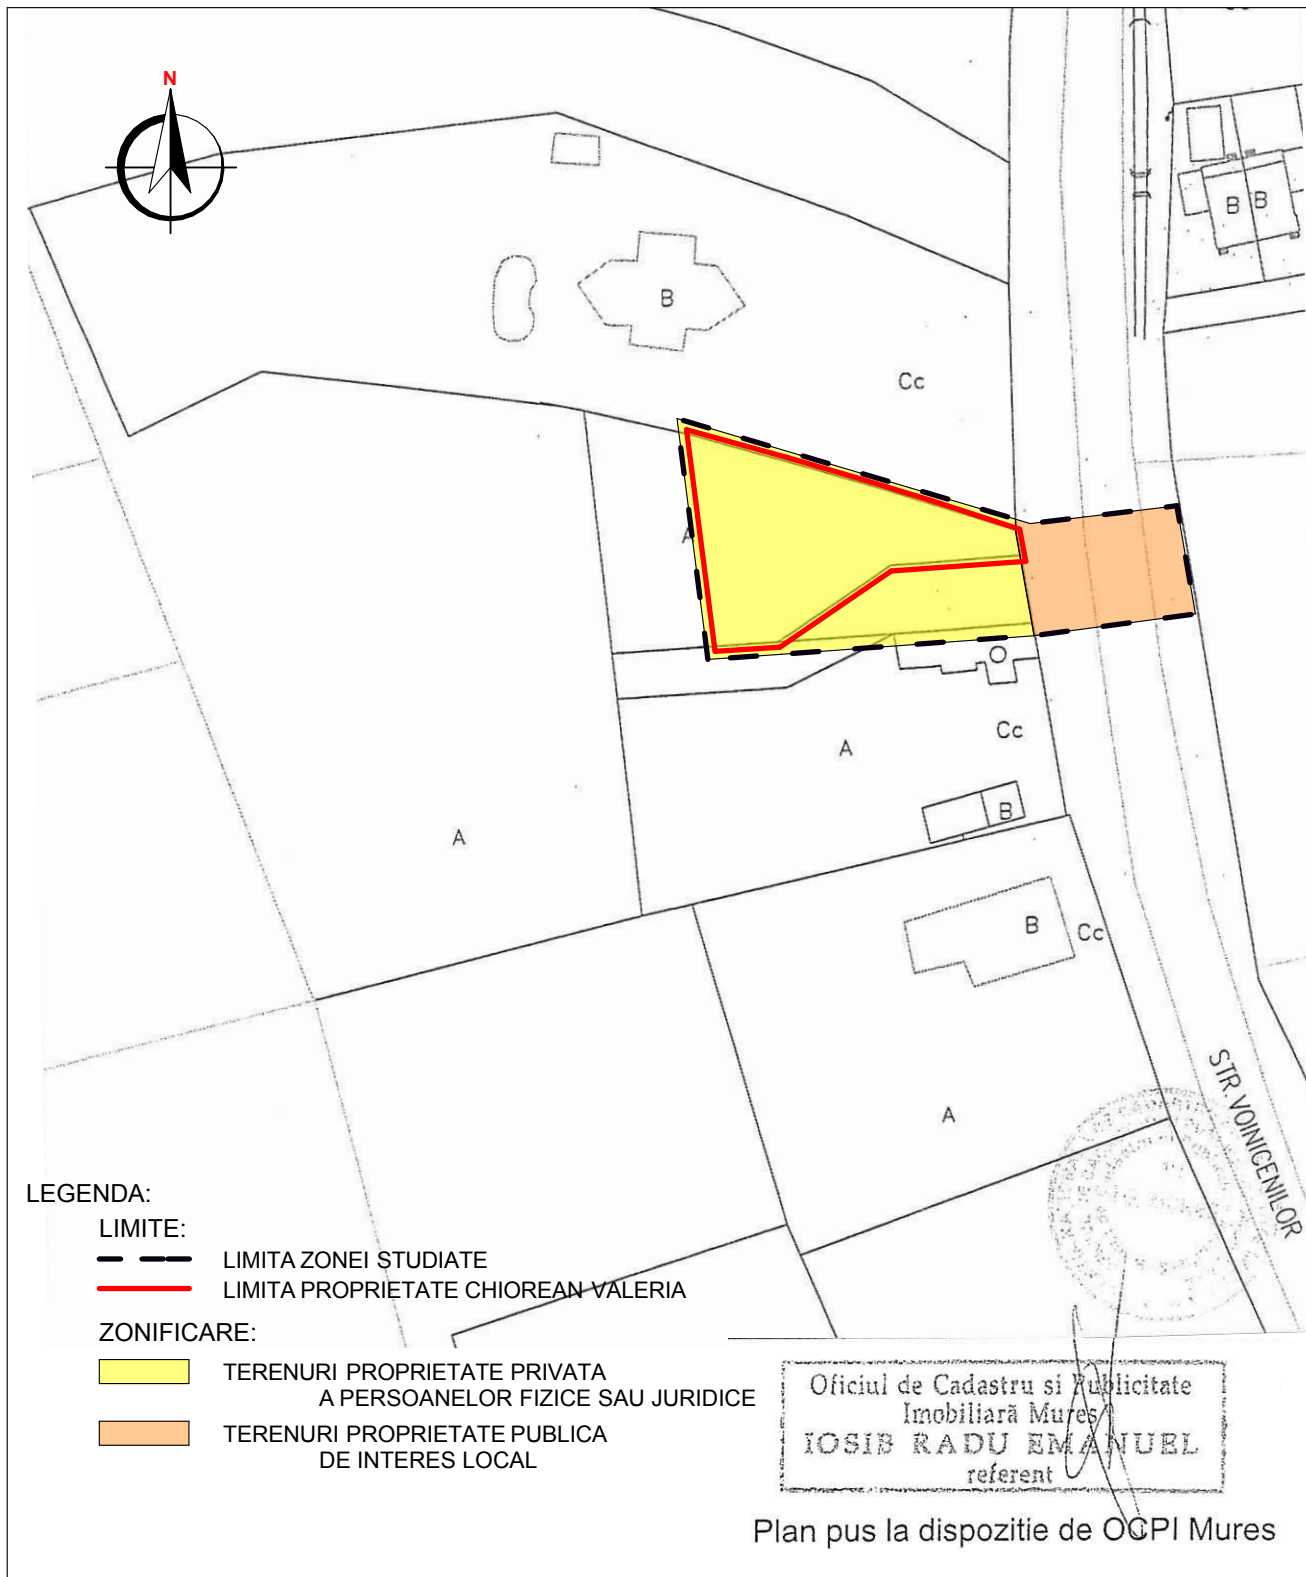 N
B
B
B
Cc
A
Cc
A
B
A
B
Cc
A
STR. VOINICENILOR
LEGENDA:
LIMITE:
LIMITA ZONEI STUDIATE
LIMITA PROPRIETATE CHIOREAN VALERIA
ZONIFICARE:
TERENURI PROPRIETATE PRIVATA
A PERSOANELOR FIZICE SAU JURIDICE
TERENURI PROPRIETATE PUBLICA
DE INTERES LOCAL
Oficiul de Cadastru si Publicitate
Imobiliară Mureș
IOSIB RADU EMANUEL
referent
Plan pus la dispozitie de OCPI Mures